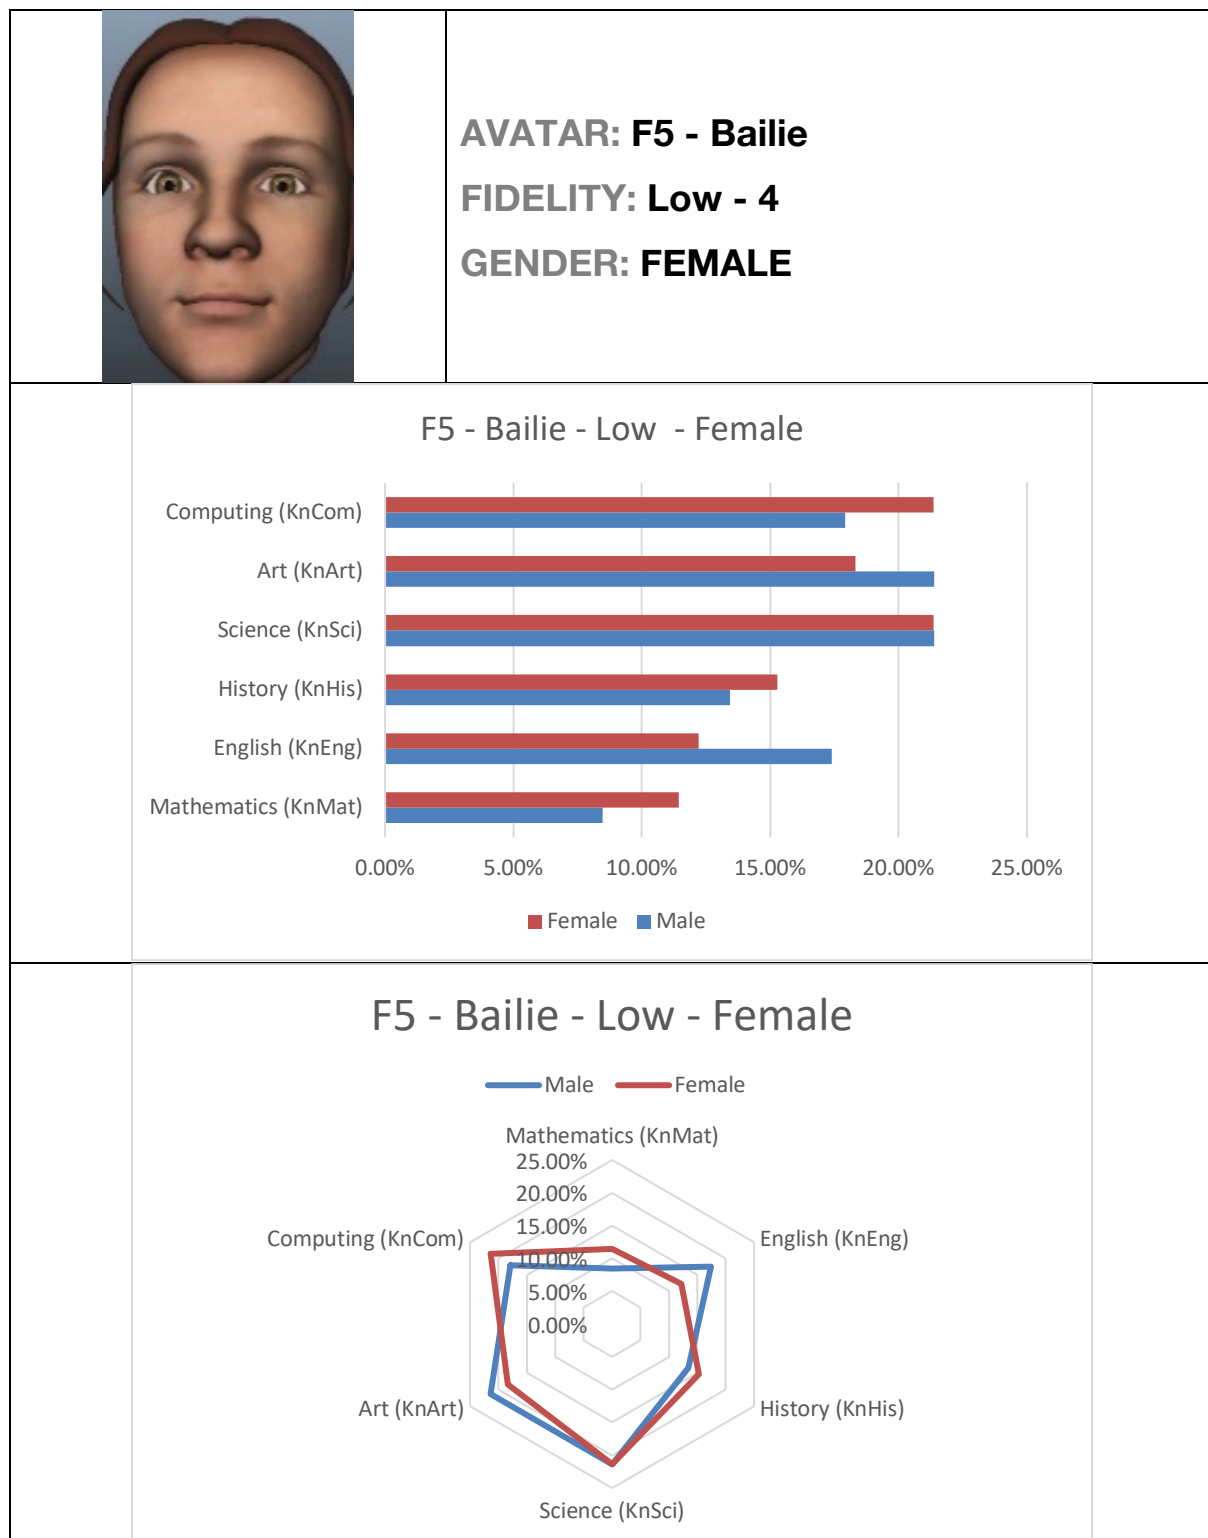 AVATAR: F5 - Bailie
FIDELITY: Low - 4
GENDER: FEMALE
F5 - Bailie - Low  - Female
Computing (KnCom)
Art (KnArt)
Science (KnSci)
History (KnHis)
English (KnEng)
Mathematics (KnMat)
0.00% 5.00% 10.00% 15.00% 20.00% 25.00%
Female Male
F5 - Bailie - Low - Female
Male Female
Mathematics (KnMat)
25.00%
20.00%
15.00%
Computing (KnCom) English (KnEng)
10.00%
5.00%
0.00%
Art (KnArt) History (KnHis)
Science (KnSci)